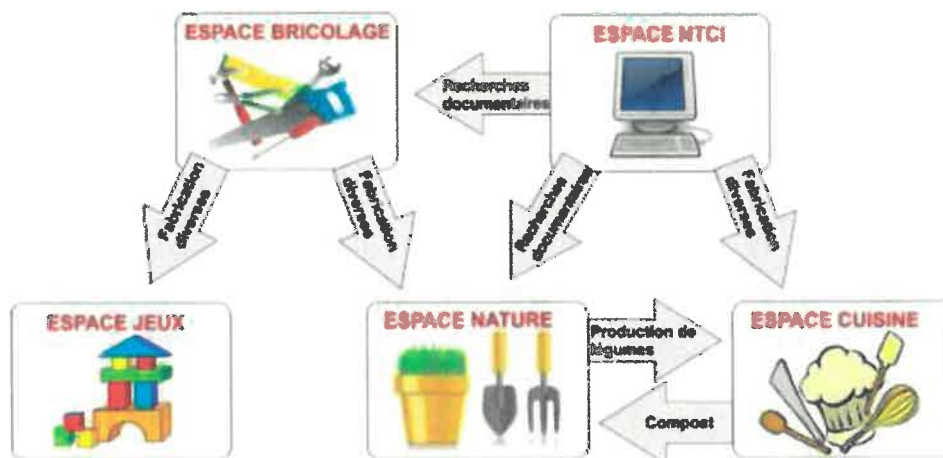 ESPACE BRICOLAGE
ESPACE NTCI
Recherches
documentaires
Fabrication
diverses
Fabrication
diverses
Recherches
documentaires
Fabrication
diverses
ESPACE JEUX
ESPACE NATURE
Production de
légumes
ESPACE CUISINE
Compost